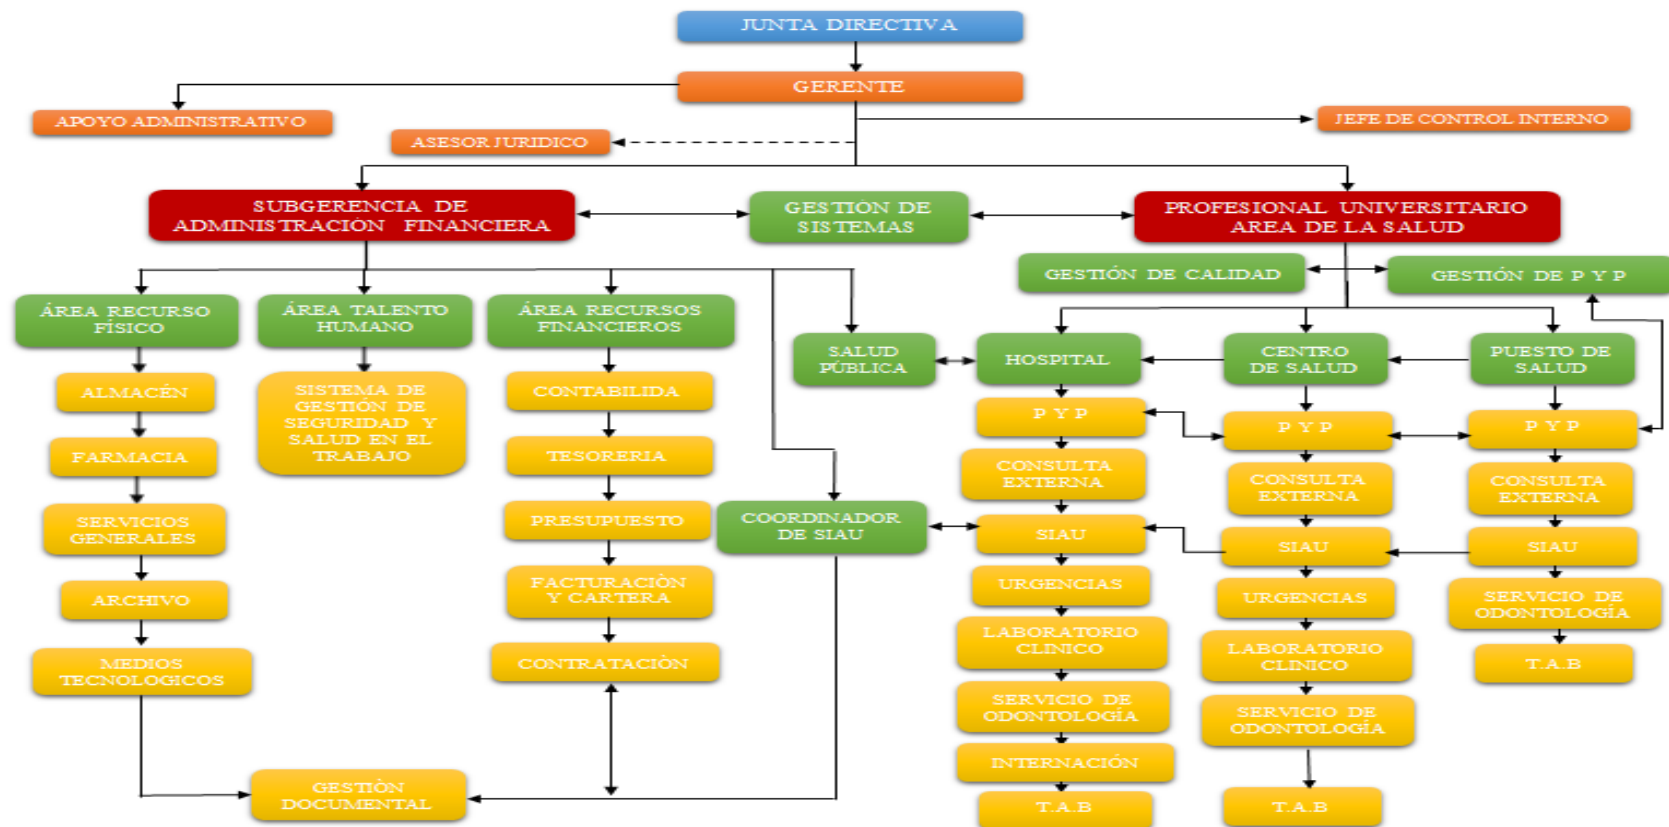 JUNTA DIRECTIVA
GERENTE
APOYO ADMINISTRATIVO
JEFE DE CONTROL INTERNO
ASESOR JURIDICO
SUBGERENCIA DE
ADMINISTRACIÓN FINANCIERA
GESTIÓN DE
SISTEMAS
PROFESIONAL UNIVERSITARIO
AREA DE LA SALUD
GESTIÓN DE CALIDAD
GESTIÓN DE P Y P
ÁREA RECURSO
FÍSICO
ÁREA TALENTO
HUMANO
ÁREA RECURSOS
FINANCIEROS
SALUD
PÚBLICA
HOSPITAL
CENTRO
DE SALUD
PUESTO DE
SALUD
ALMACÉN
FARMACIA
SERVICIOS
GENERALES
ARCHIVO
MEDIOS
TECNOLOGICOS
SISTEMA DE
GESTIÓN DE
SEGURIDAD Y
SALUD EN EL
TRABAJO
CONTABILIDA
TESORERIA
PRESUPUESTO
FACTURACIÒN
Y CARTERA
CONTRATACIÒN
GESTIÒN
DOCUMENTAL
COORDINADOR
DE SIAU
P Y P
CONSULTA
EXTERNA
SIAU
URGENCIAS
LABORATORIO
CLINICO
SERVICIO DE
ODONTOLOGÍA
INTERNACIÓN
T.A.B
P Y P
CONSULTA
EXTERNA
SIAU
URGENCIAS
LABORATORIO
CLINICO
SERVICIO DE
ODONTOLOGÍA
T.A.B
P Y P
CONSULTA
EXTERNA
SIAU
SERVICIO DE
ODONTOLOGÍA
T.A.B